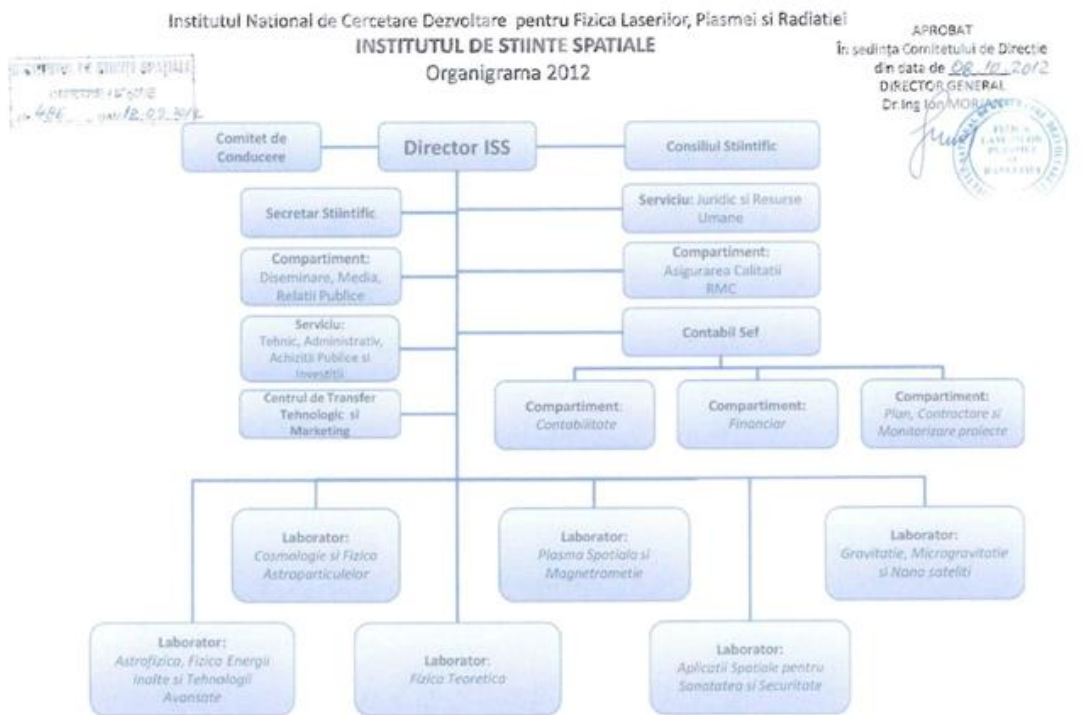 Institutul National de Cercetare Dezvoltare pentru Fizica Laserilor, Plasmei si Radiatiei
INSTITUTUL DE STIINTE SPATIALE
Organigrama 2012
APROBAT
În ședința Comitetului de Directie
din data de 08.10.2012
DIRECTOR GENERAL
Dr. Ing Ion
486
Comitet de
Conducere
Director ISS
Consiliul Stiintific
Secretar Stiintific
Serviciu: Juridic si Resurse
Umane
Compartiment:
Diseminare, Media,
Relatii Publice
Compartiment:
Asigurarea Calitatii
RMC
Serviciu:
Tehnic, Administrativ,
Achizitii Publice si
Investitii
Contabil Sef
Centrul de Transfer
Tehnologic si
Marketing
Compartiment:
Contabilitate
Compartiment:
Financiar
Compartiment:
Plan, Contractare si
Monitorizare proiecte
Laborator:
Cosmologie si Fizica
Astroparticulelor
Laborator:
Plasma Spatiala si
Magnetrometie
Laborator:
Gravitatie, Microgravitatie
si Nano sateliti
Laborator:
Astrofizica, Fizica Energii
Inalte si Tehnologii
Avansate
Laborator:
Fizica Teoretica
Laborator:
Aplicatii Spatiale pentru
Sanatatea si Securitate